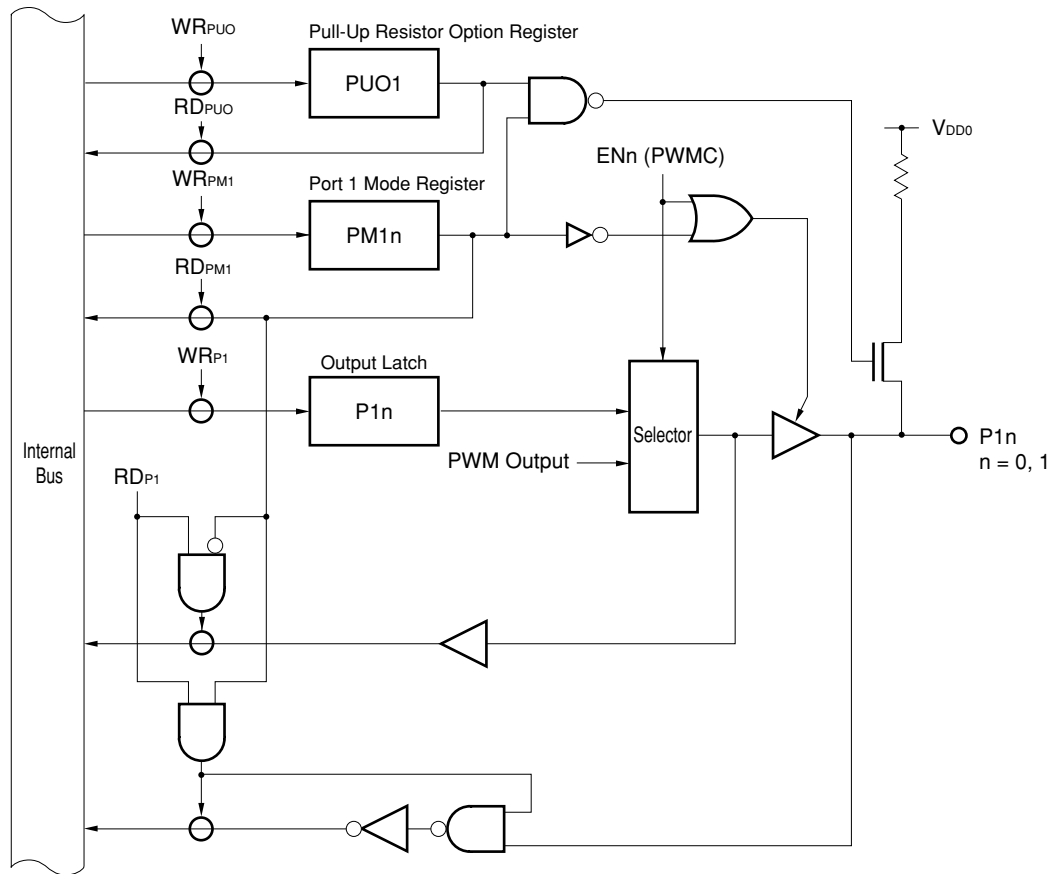 WRPUO
Pull-Up Resistor Option Register
PUO1
RDPUO
VDD0
ENn (PWMC)
WRPM1
Port 1 Mode Register
PM1n
RDPM1
WRP1
Output Latch
P1n
Selector
P1n
n = 0, 1
Internal
Bus
PWM Output
RDP1